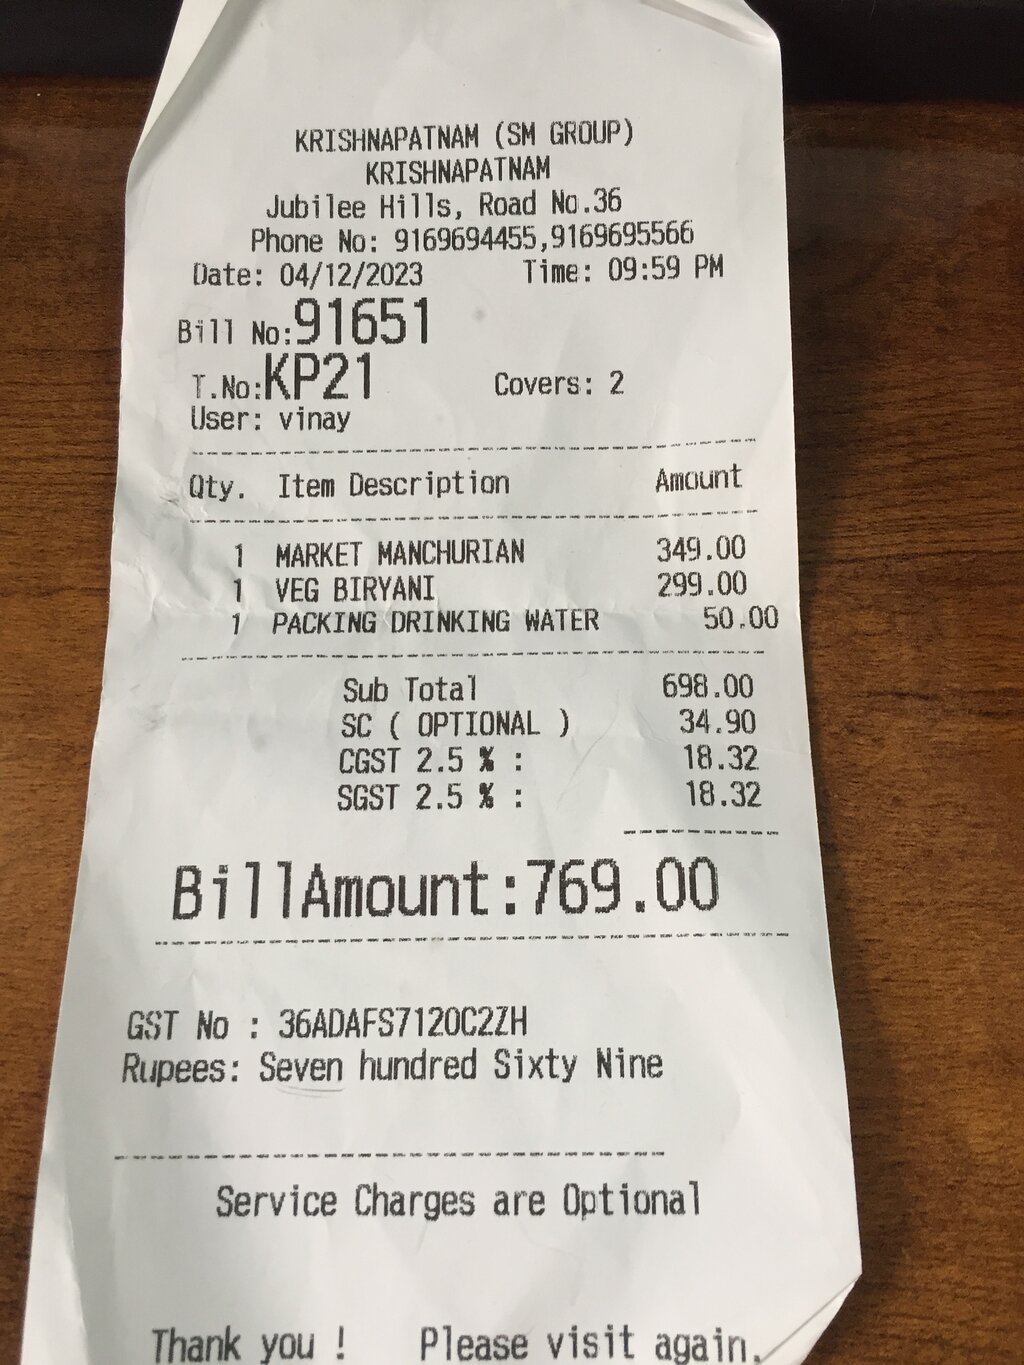 KRISHNAPATNAM (SM GROUP)
KRISHNAPATNAM
Jubilee Hills, Road No.36
Phone No: 9169694455,9169695566
Date: 04/12/2023 Time: 09:59 PM
Bill No:91651
T.No:KP21 Covers: 2
User: vinay
Qty. Item Description Amount
1 MARKET MANCHURIAN 349.00
1 VEG BIRYANI 299.00
1 PACKING DRINKING WATER 50.00
Sub Total 698.00
SC ( OPTIONAL ) 34.90
CGST 2.5 % : 18.32
SGST 2.5 % : 18.32
BillAmount:769.00
GST No : 36ADAFS7120C2ZH
Rupees: Seven hundred Sixty Nine
Service Charges are Optional
Thank you ! Please visit again.